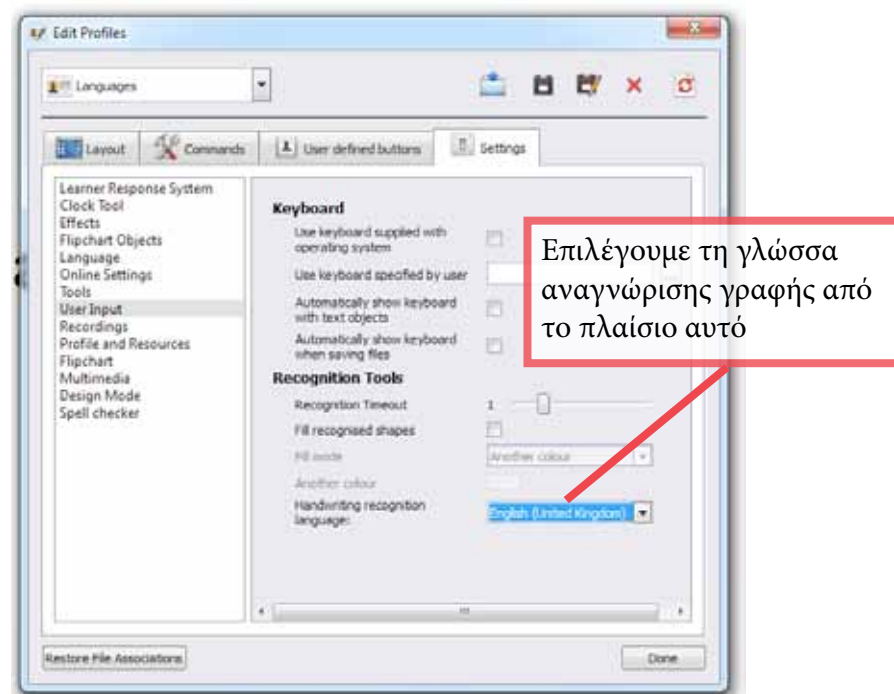 Edit Profiles
Languages
Layout
Commands
User defined buttons
Settings
Learner Response System
Clock Tool
Effects
Flipchart Objects
Language
Online Settings
Tools
User Input
Recordings
Profile and Resources
Flipchart
Multimedia
Design Mode
Spell checker
Keyboard
Use keyboard supplied with
operating system
Use keyboard specified by user
Automatically show keyboard
with text objects
Automatically show keyboard
when saving files
Recognition Tools
Recognition Timeout
1
Fill recognised shapes
Fill mode
Another colour
Another colour
Handwriting recognition
language:
English (United Kingdom)
Επιλέγουμε τη γλώσσα
αναγνώρισης γραφής από
το πλαίσιο αυτό
Restore File Associations
Done